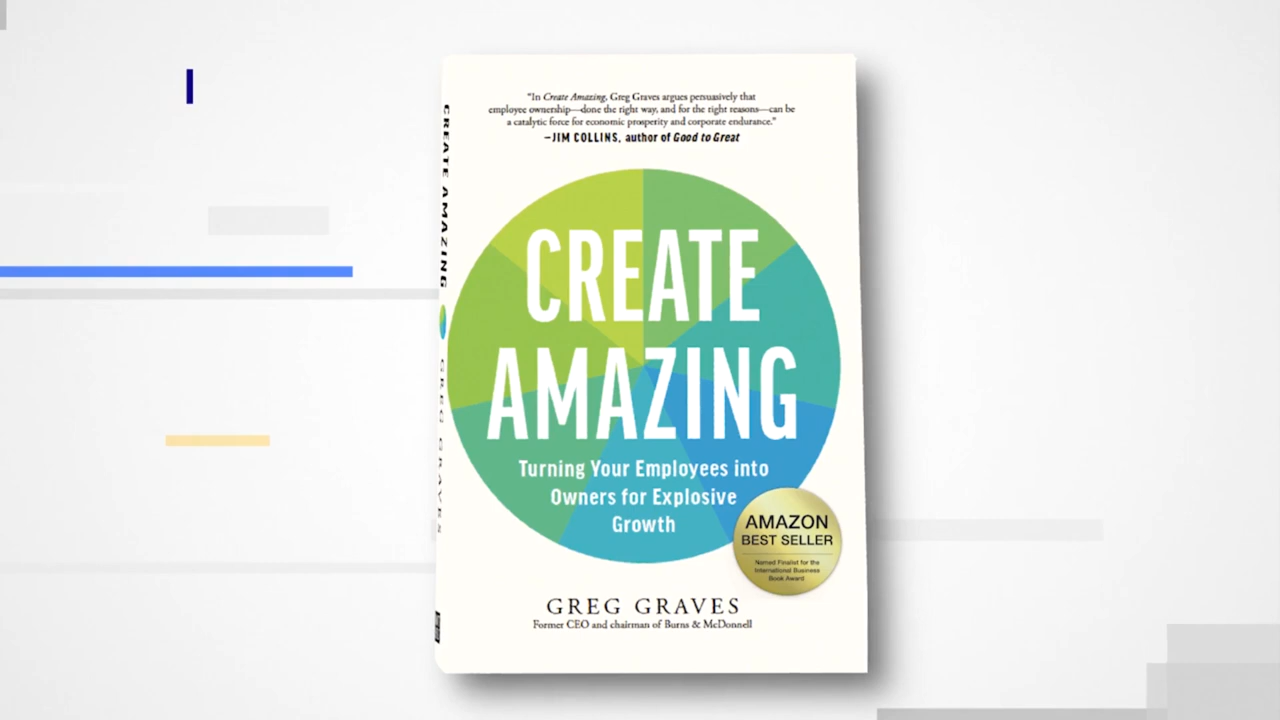 "In Create Amazing, Greg Graves argues persuasively that
employee ownership—done the right way, and for the right reasons—can be
a catalytic force for economic prosperity and corporate endurance."
—JIM COLLINS, author of Good to Great
CREATE
AMAZING
Turning Your Employees into
Owners for Explosive
Growth
AMAZON
BEST SELLER
Named Finalist for the
International Business
Book Award
GREG GRAVES
Former CEO and chairman of Burns & McDonnell
CREATE AMAZING
GREG GRAVES